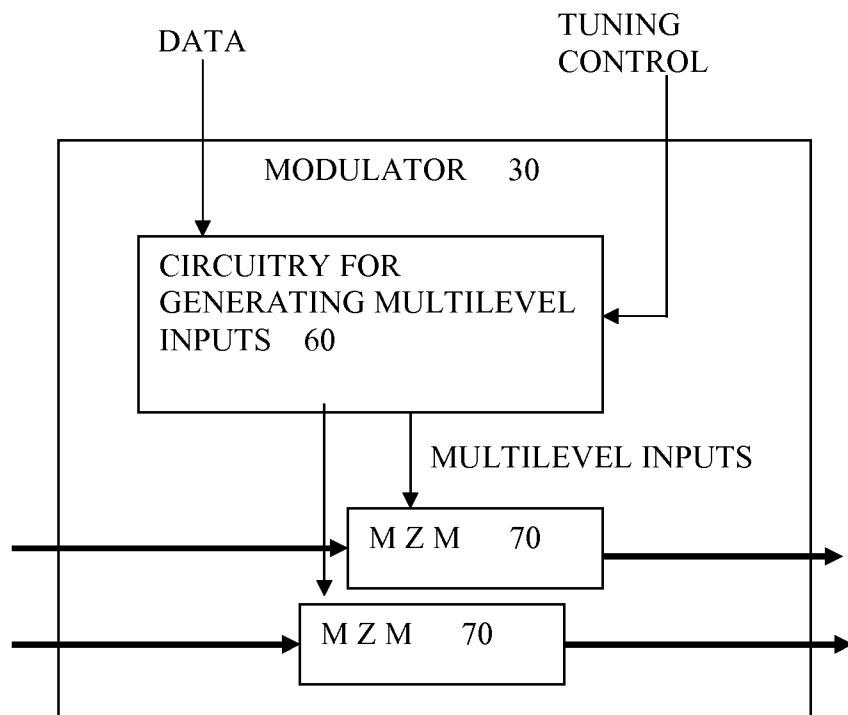 DATA
TUNING
CONTROL
MODULATOR 30
CIRCUITRY FOR
GENERATING MULTILEVEL
INPUTS 60
MULTILEVEL INPUTS
M Z M 70
M Z M 70